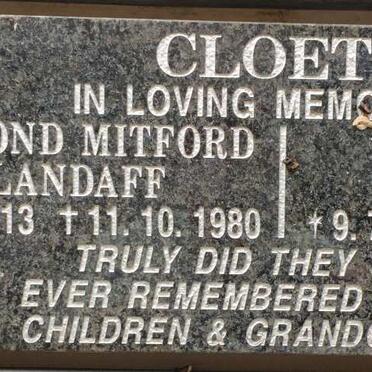 CLOET
IN LOVING MEMO
OND MITFORD
LANDAFF
13 †11.10.1980 * 9.
TRULY DID THEY
EVER REMEMBERED
CHILDREN & GRAND